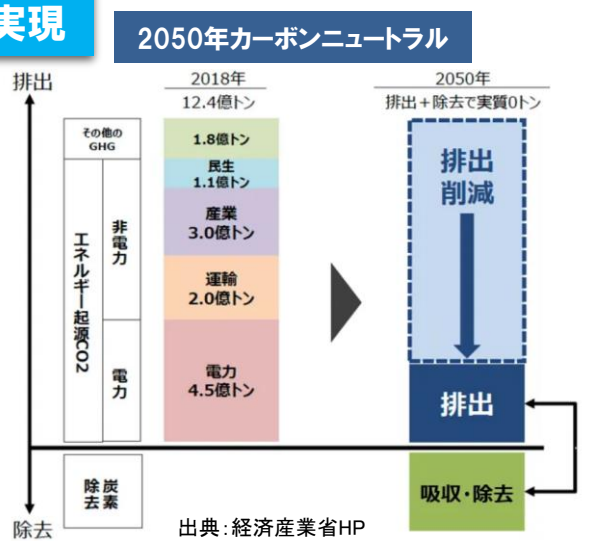 実現
2050年カーボンニュートラル
排出
2018年
12.4億トン
2050年
排出+除去で実質0トン
その他の
GHG
1.8億トン
民生
1.1億トン
産業
3.0億トン
運輸
2.0億トン
電力
4.5億トン
エネルギー起源CO2
非電力
電力
排出
削減
排出
炭素
除去
吸収・除去
除去
出典：経済産業省HP